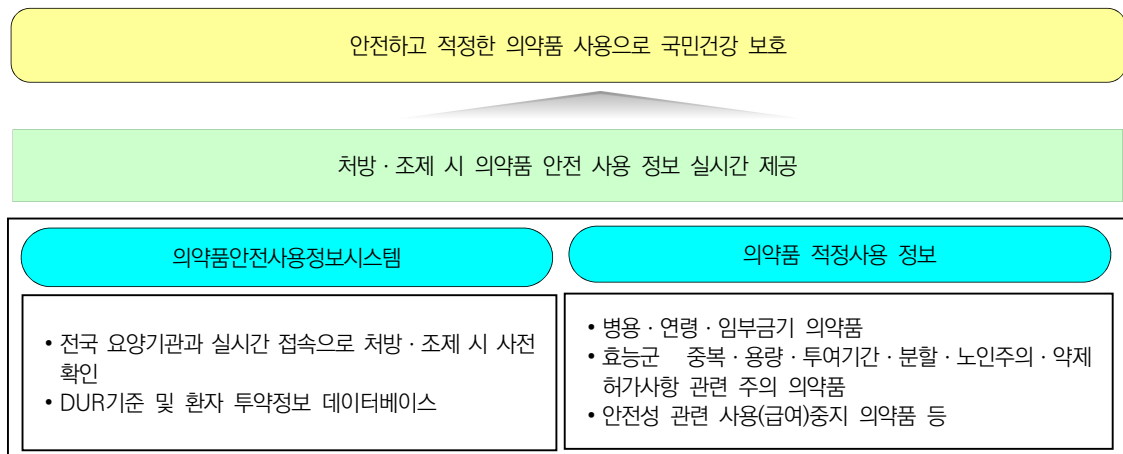 안전하고 적정한 의약품 사용으로 국민건강 보호
처방·조제 시 의약품 안전 사용 정보 실시간 제공
의약품안전사용정보시스템
• 전국 요양기관과 실시간 접속으로 처방·조제 시 사전
확인
• DUR기준 및 환자 투약정보 데이터베이스
의약품 적정사용 정보
• 병용·연령·임부금기 의약품
• 효능군 중복·용량·투여기간·분할·노인주의·약제
허가사항 관련 주의 의약품
• 안전성 관련 사용(급여)중지 의약품 등